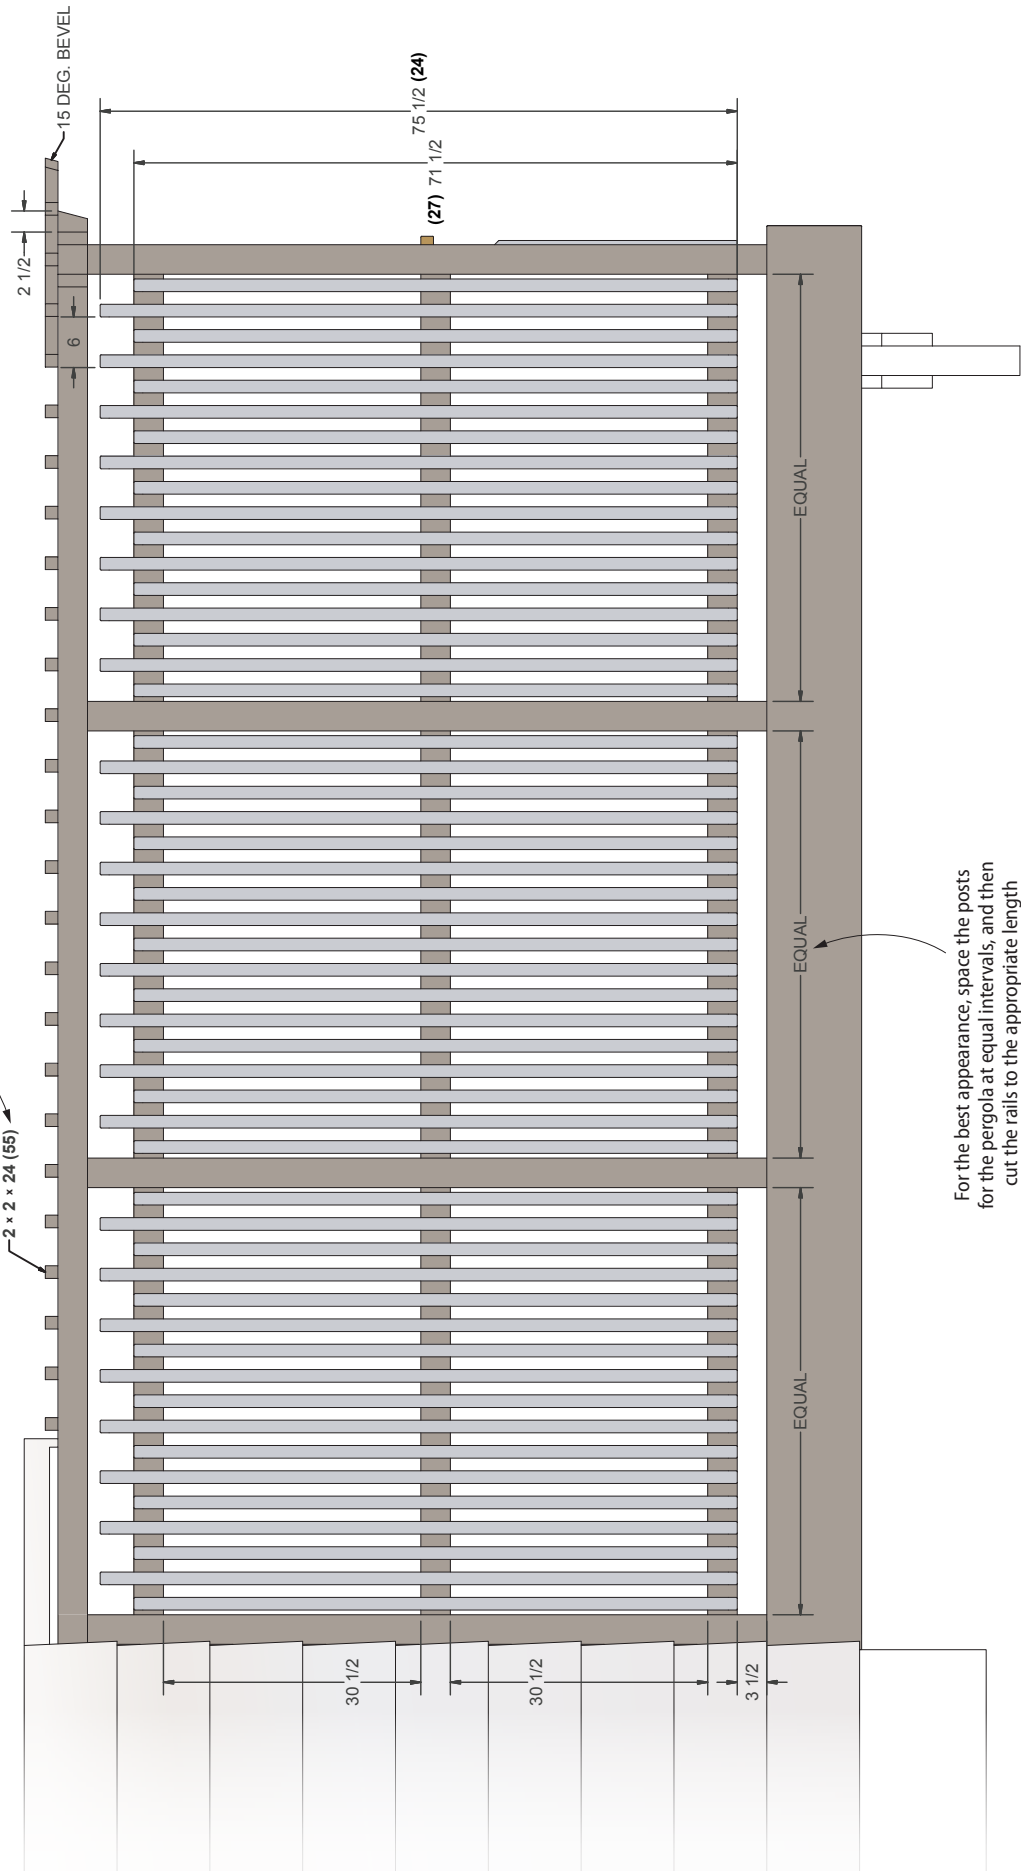 2 × 2 × 24 (55)
2 1/2
6
15 DEG. BEVEL
75 1/2 (24)
(27) 71 1/2
30 1/2
30 1/2
3 1/2
EQUAL
EQUAL
EQUAL
For the best appearance, space the posts
for the pergola at equal intervals, and then
cut the rails to the appropriate length